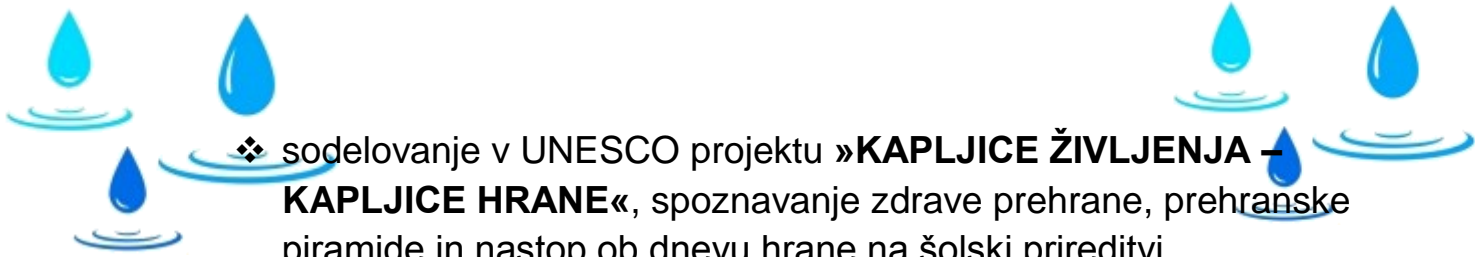 ❖ sodelovanje v UNESCO projektu »KAPLJICE ŽIVLJENJA –
KAPLJICE HRANE«, spoznavanje zdrave prehrane, prehranske
piramide in nastop ob dnevu hrane na šolski prireditvi